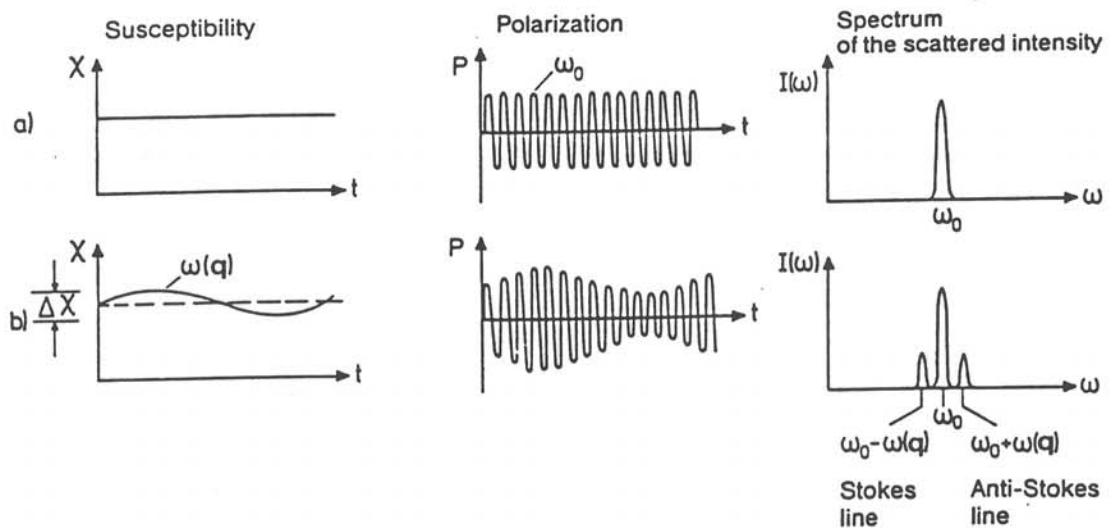 Susceptibility
Polarization
Spectrum
of the scattered intensity
a)
χ
t
P
ω₀
t
I(ω)
ω₀
ω
b)
χ
Δχ
ω(q)
t
P
t
I(ω)
ω
ω₀
ω₀-ω(q)
ω₀+ω(q)
Stokes
line
Anti-Stokes
line